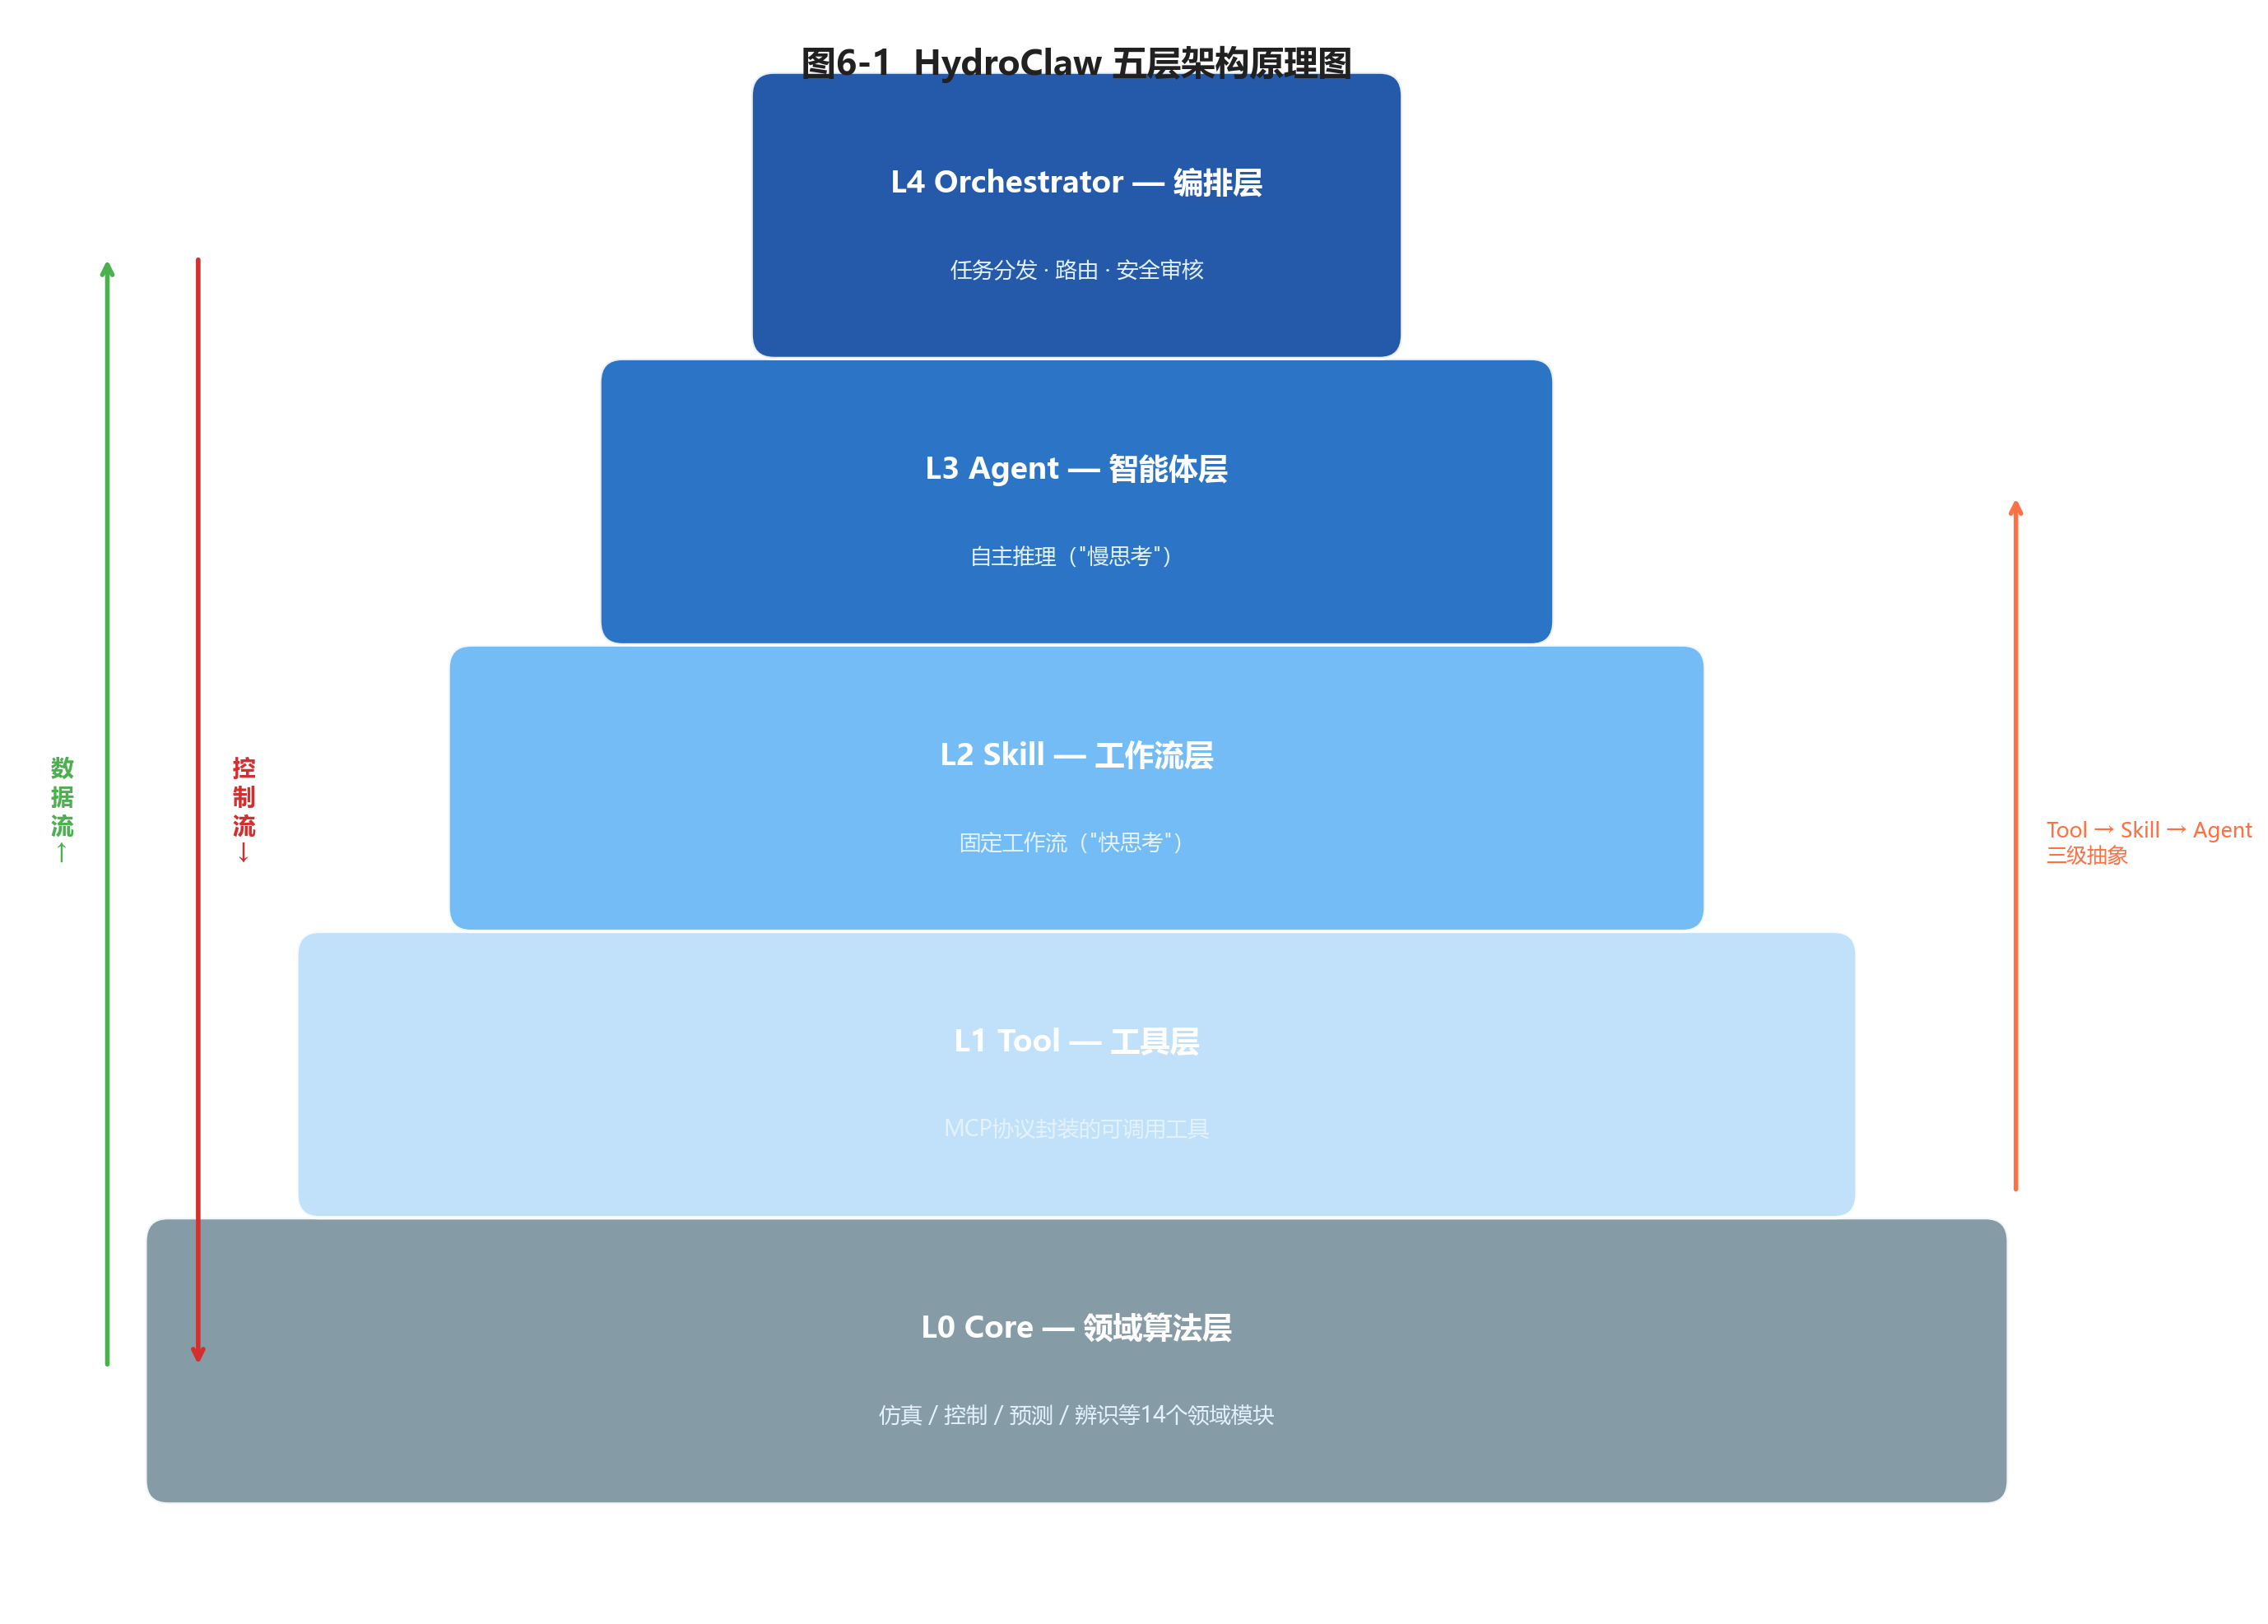 图6-1 HydroClaw 五层架构原理图
L4 Orchestrator — 编排层
任务分发 · 路由 · 安全审核
L3 Agent — 智能体层
自主推理（"慢思考"）
L2 Skill — 工作流层
固定工作流（"快思考"）
L1 Tool — 工具层
MCP协议封装的可调用工具
L0 Core — 领域算法层
仿真 / 控制 / 预测 / 辨识等14个领域模块
数
据
流
↑
控
制
流
↓
Tool → Skill → Agent
三级抽象